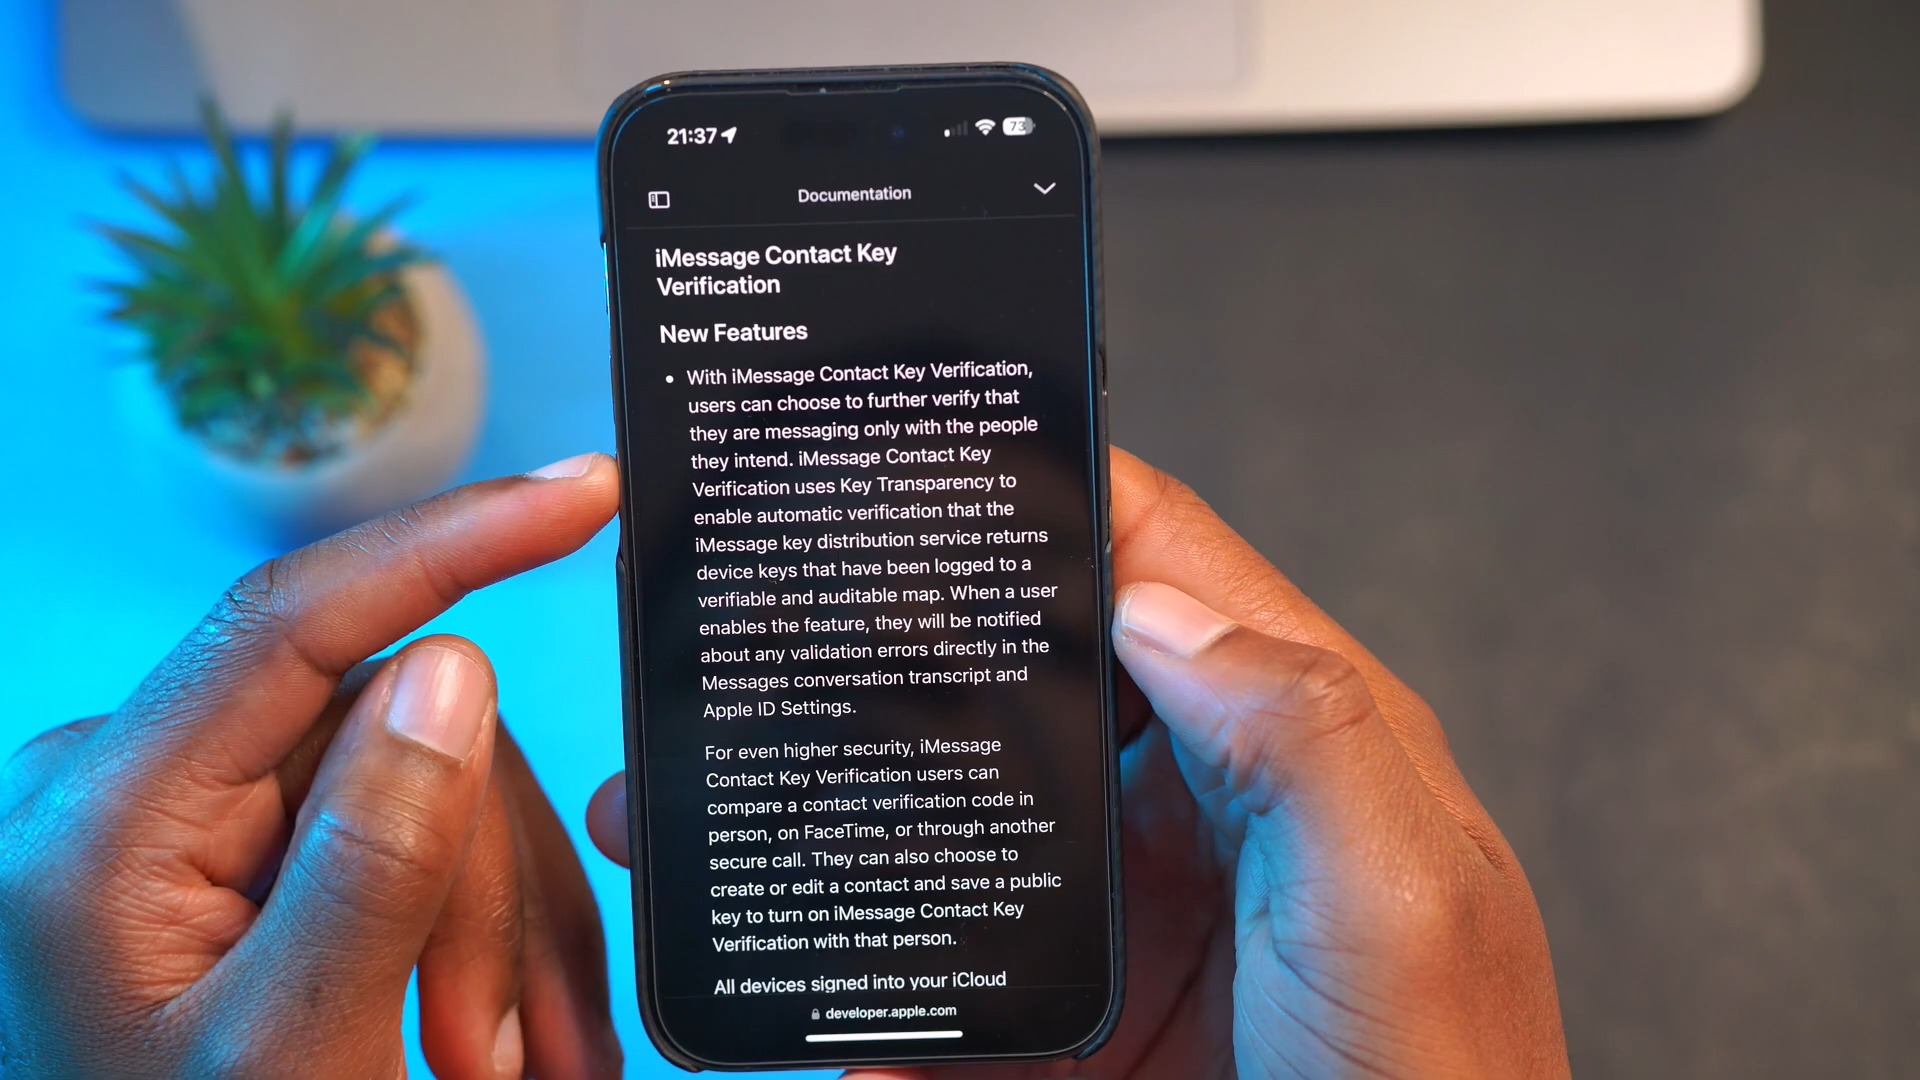 21:37
73
Documentation
iMessage Contact Key
Verification
New Features
• With iMessage Contact Key Verification,
users can choose to further verify that
they are messaging only with the people
they intend. iMessage Contact Key
Verification uses Key Transparency to
enable automatic verification that the
iMessage key distribution service returns
device keys that have been logged to a
verifiable and auditable map. When a user
enables the feature, they will be notified
about any validation errors directly in the
Messages conversation transcript and
Apple ID Settings.
For even higher security, iMessage
Contact Key Verification users can
compare a contact verification code in
person, on FaceTime, or through another
secure call. They can also choose to
create or edit a contact and save a public
key to turn on iMessage Contact Key
Verification with that person.
All devices signed into your iCloud
developer.apple.com